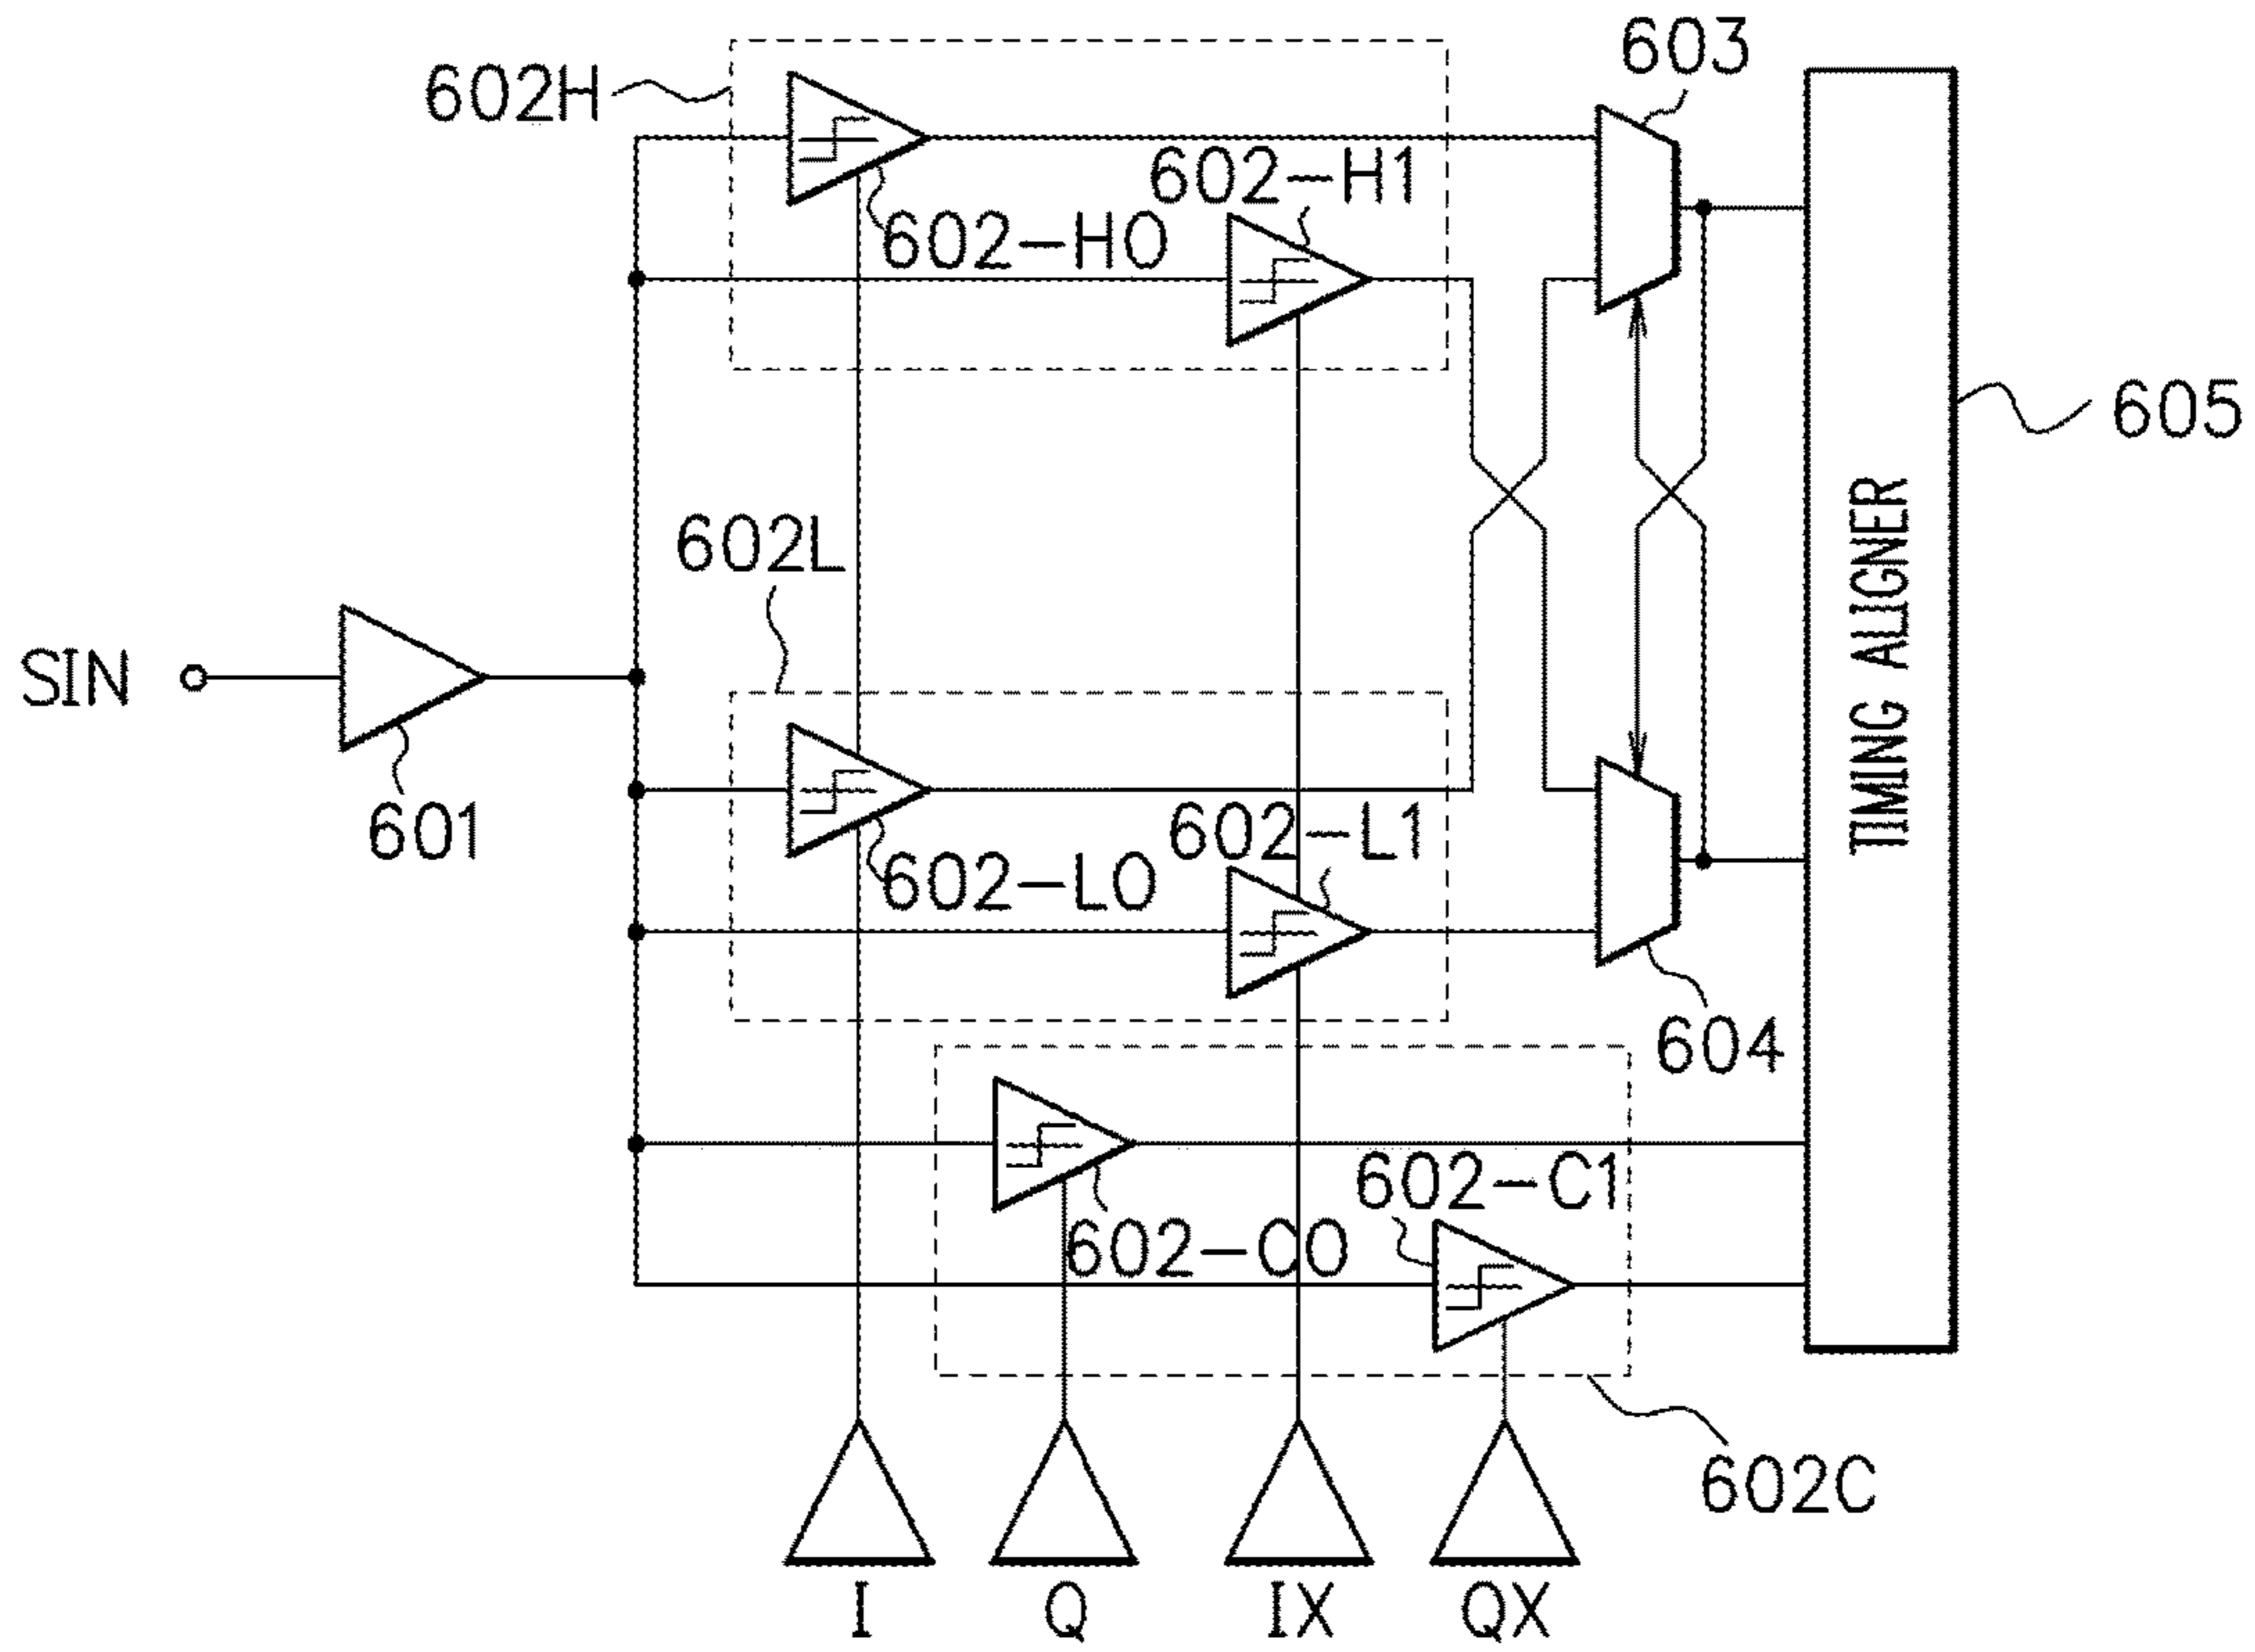 603
602H
602-H1
602-H0
605
602L
SIN
TIMING ALIGNER
601
602-L1
602-L0
604
602-C1
602-C0
602C
I
Q
IX
QX